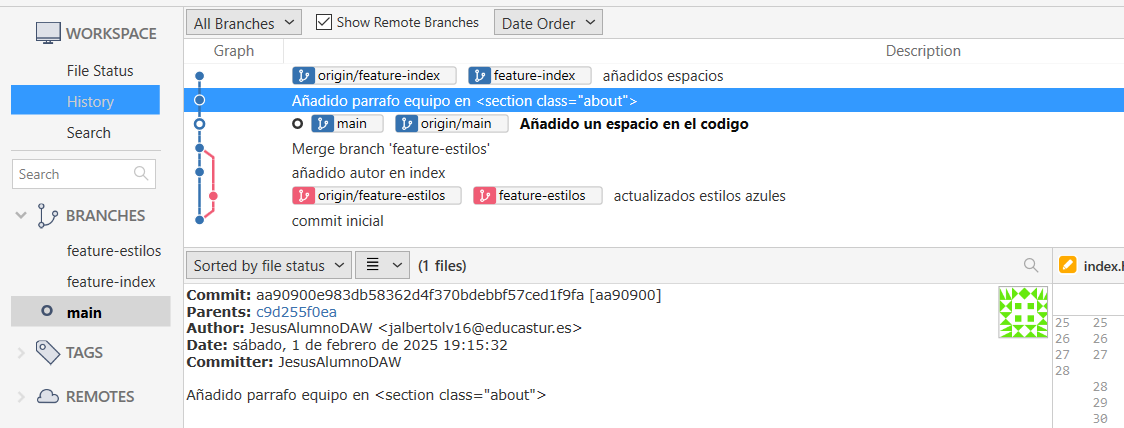 WORKSPACE
File Status
History
Search
Search
BRANCHES
feature-estilos
feature-index
main
TAGS
REMOTES
All Branches Show Remote Branches Date Order
Graph Description
origin/feature-index feature-index añadidos espacios
Añadido parrafo equipo en <section class="about">
main origin/main Añadido un espacio en el codigo
Merge branch 'feature-estilos'
añadido autor en index
origin/feature-estilos feature-estilos actualizados estilos azules
commit inicial
Sorted by file status (1 files)
Commit: aa90900e983db58362d4f370bdebbf57ced1f9fa [aa90900]
Parents: c9d255f0ea
Author: JesusAlumnoDAW <jalbertolv16@educastur.es>
Date: sábado, 1 de febrero de 2025 19:15:32
Committer: JesusAlumnoDAW
Añadido parrafo equipo en <section class="about">
index.h
25 25
26 26
27 27
28
28
29
30